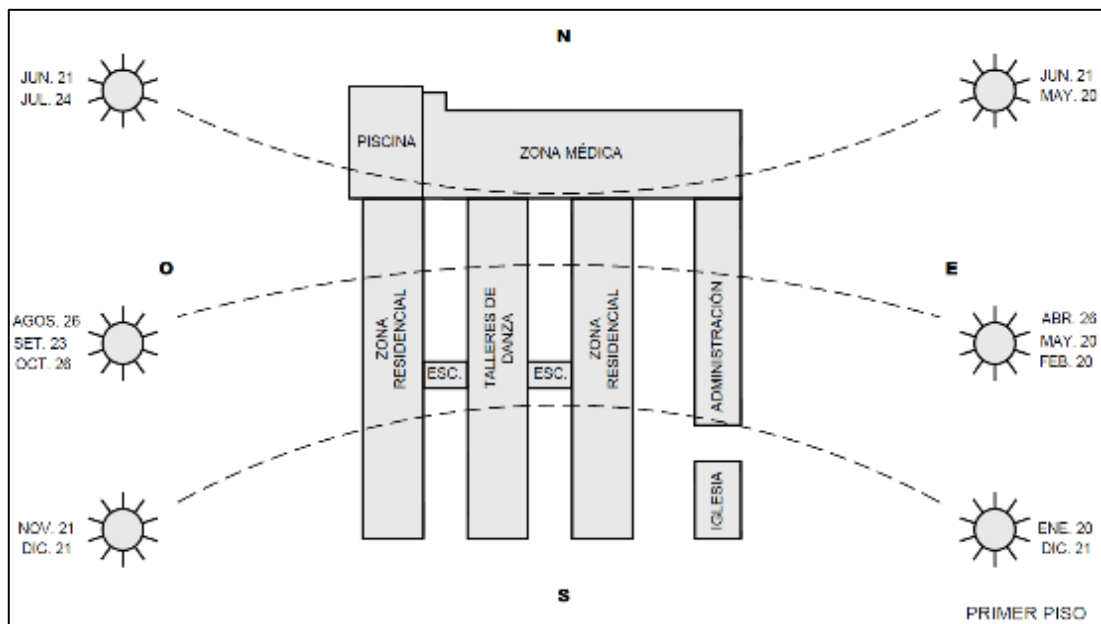 N
JUN. 21
JUL. 24
JUN. 21
MAY. 20
PISCINA
ZONA MÉDICA
O
E
AGOS. 26
SET. 23
OCT. 26
ZONA
RESIDENCIAL
ESC.
TALLERES DE
DANZA
ESC.
ZONA
RESIDENCIAL
ADMINISTRACIÓN
ABR. 26
MAY. 20
FEB. 20
NOV. 21
DIC. 21
IGLESIA
ENE. 20
DIC. 21
S
PRIMER PISO